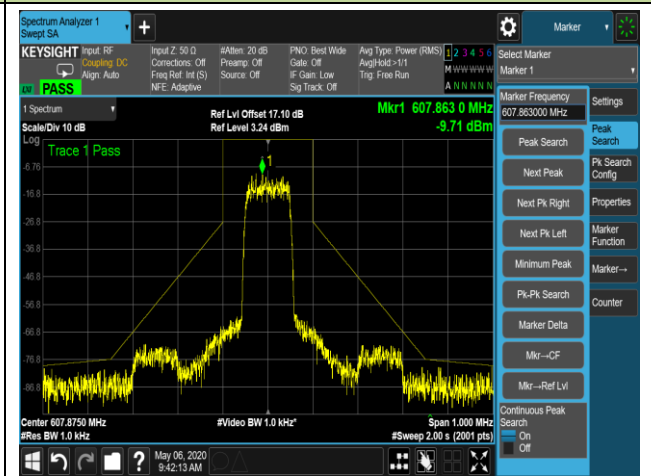 Spectrum Analyzer 1
Swept SA
Marker
KEYSIGHT Input: RF
Coupling: DC
Align: Auto
Input Z: 50 Ω
Corrections: Off
Freq Ref: Int (S)
NFE: Adaptive
#Atten: 20 dB
Preamp: Off
Source: Off
PNO: Best Wide
Gate: Off
IF Gain: Low
Sig Track: Off
Avg Type: Power (RMS)
Avg|Hold:>1/1
Trig: Free Run
1 2 3 4 5 6
M W W W W W
A N N N N N
PASS
Select Marker
Marker 1
1 Spectrum
Scale/Div 10 dB
Ref Lvl Offset 17.10 dB
Ref Level 3.24 dBm
Mkr1 607.863 0 MHz
-9.71 dBm
Log
Trace 1 Pass
1
-6.76
-16.8
-26.8
-36.8
-46.8
-56.8
-66.8
-76.8
-86.8
Center 607.8750 MHz
#Res BW 1.0 kHz
#Video BW 1.0 kHz*
Span 1.000 MHz
#Sweep 2.00 s (2001 pts)
Marker Frequency
607.863000 MHz
Peak Search
Next Peak
Next Pk Right
Next Pk Left
Minimum Peak
Pk-Pk Search
Marker Delta
Mkr→CF
Mkr→Ref Lvl
Continuous Peak
Search
On
Off
Settings
Peak
Search
Pk Search
Config
Properties
Marker
Function
Marker→
Counter
?
May 06, 2020
9:42:13 AM